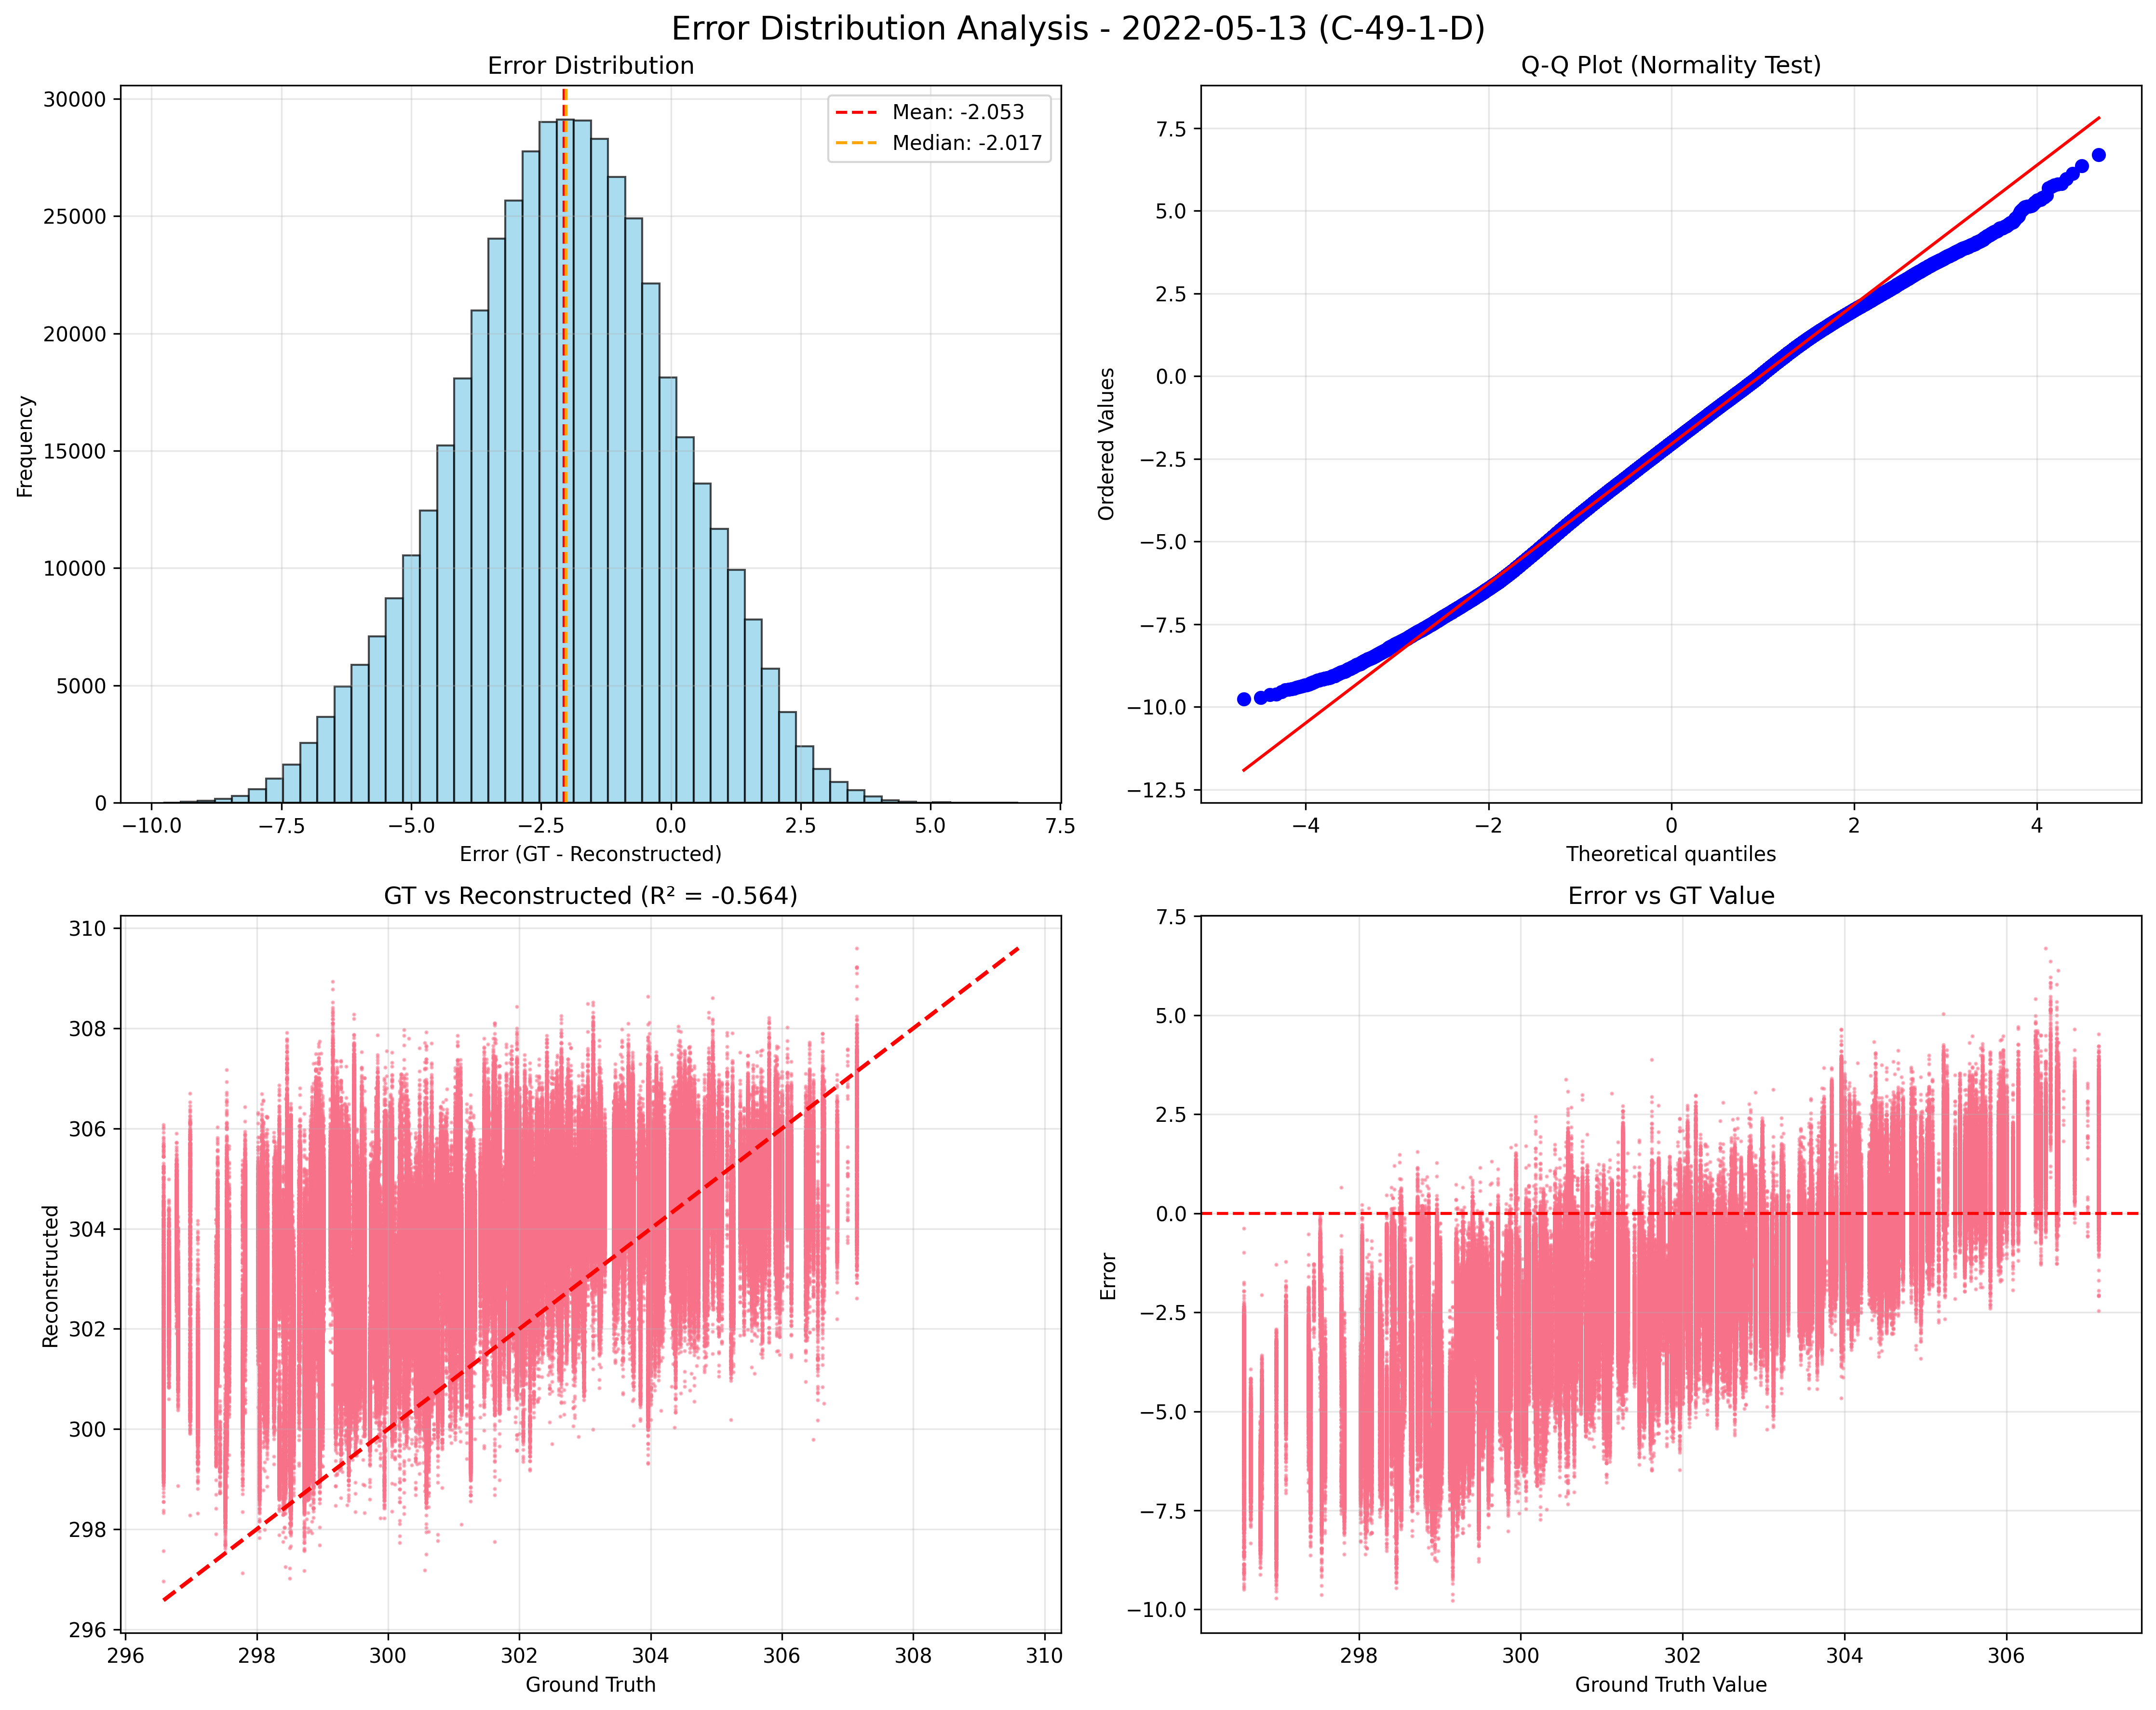 Error Distribution Analysis - 2022-05-13 (C-49-1-D)
Error Distribution
30000
25000
20000
15000
10000
5000
0
Frequency
−10.0 −7.5 −5.0 −2.5 0.0 2.5 5.0 7.5
Error (GT - Reconstructed)
Mean: -2.053
Median: -2.017
Q-Q Plot (Normality Test)
7.5
5.0
2.5
0.0
−2.5
−5.0
−7.5
−10.0
−12.5
Ordered Values
−4 −2 0 2 4
Theoretical quantiles
GT vs Reconstructed (R² = -0.564)
310
308
306
304
302
300
298
296
Reconstructed
296 298 300 302 304 306 308 310
Ground Truth
Error vs GT Value
7.5
5.0
2.5
0.0
−2.5
−5.0
−7.5
−10.0
Error
298 300 302 304 306
Ground Truth Value